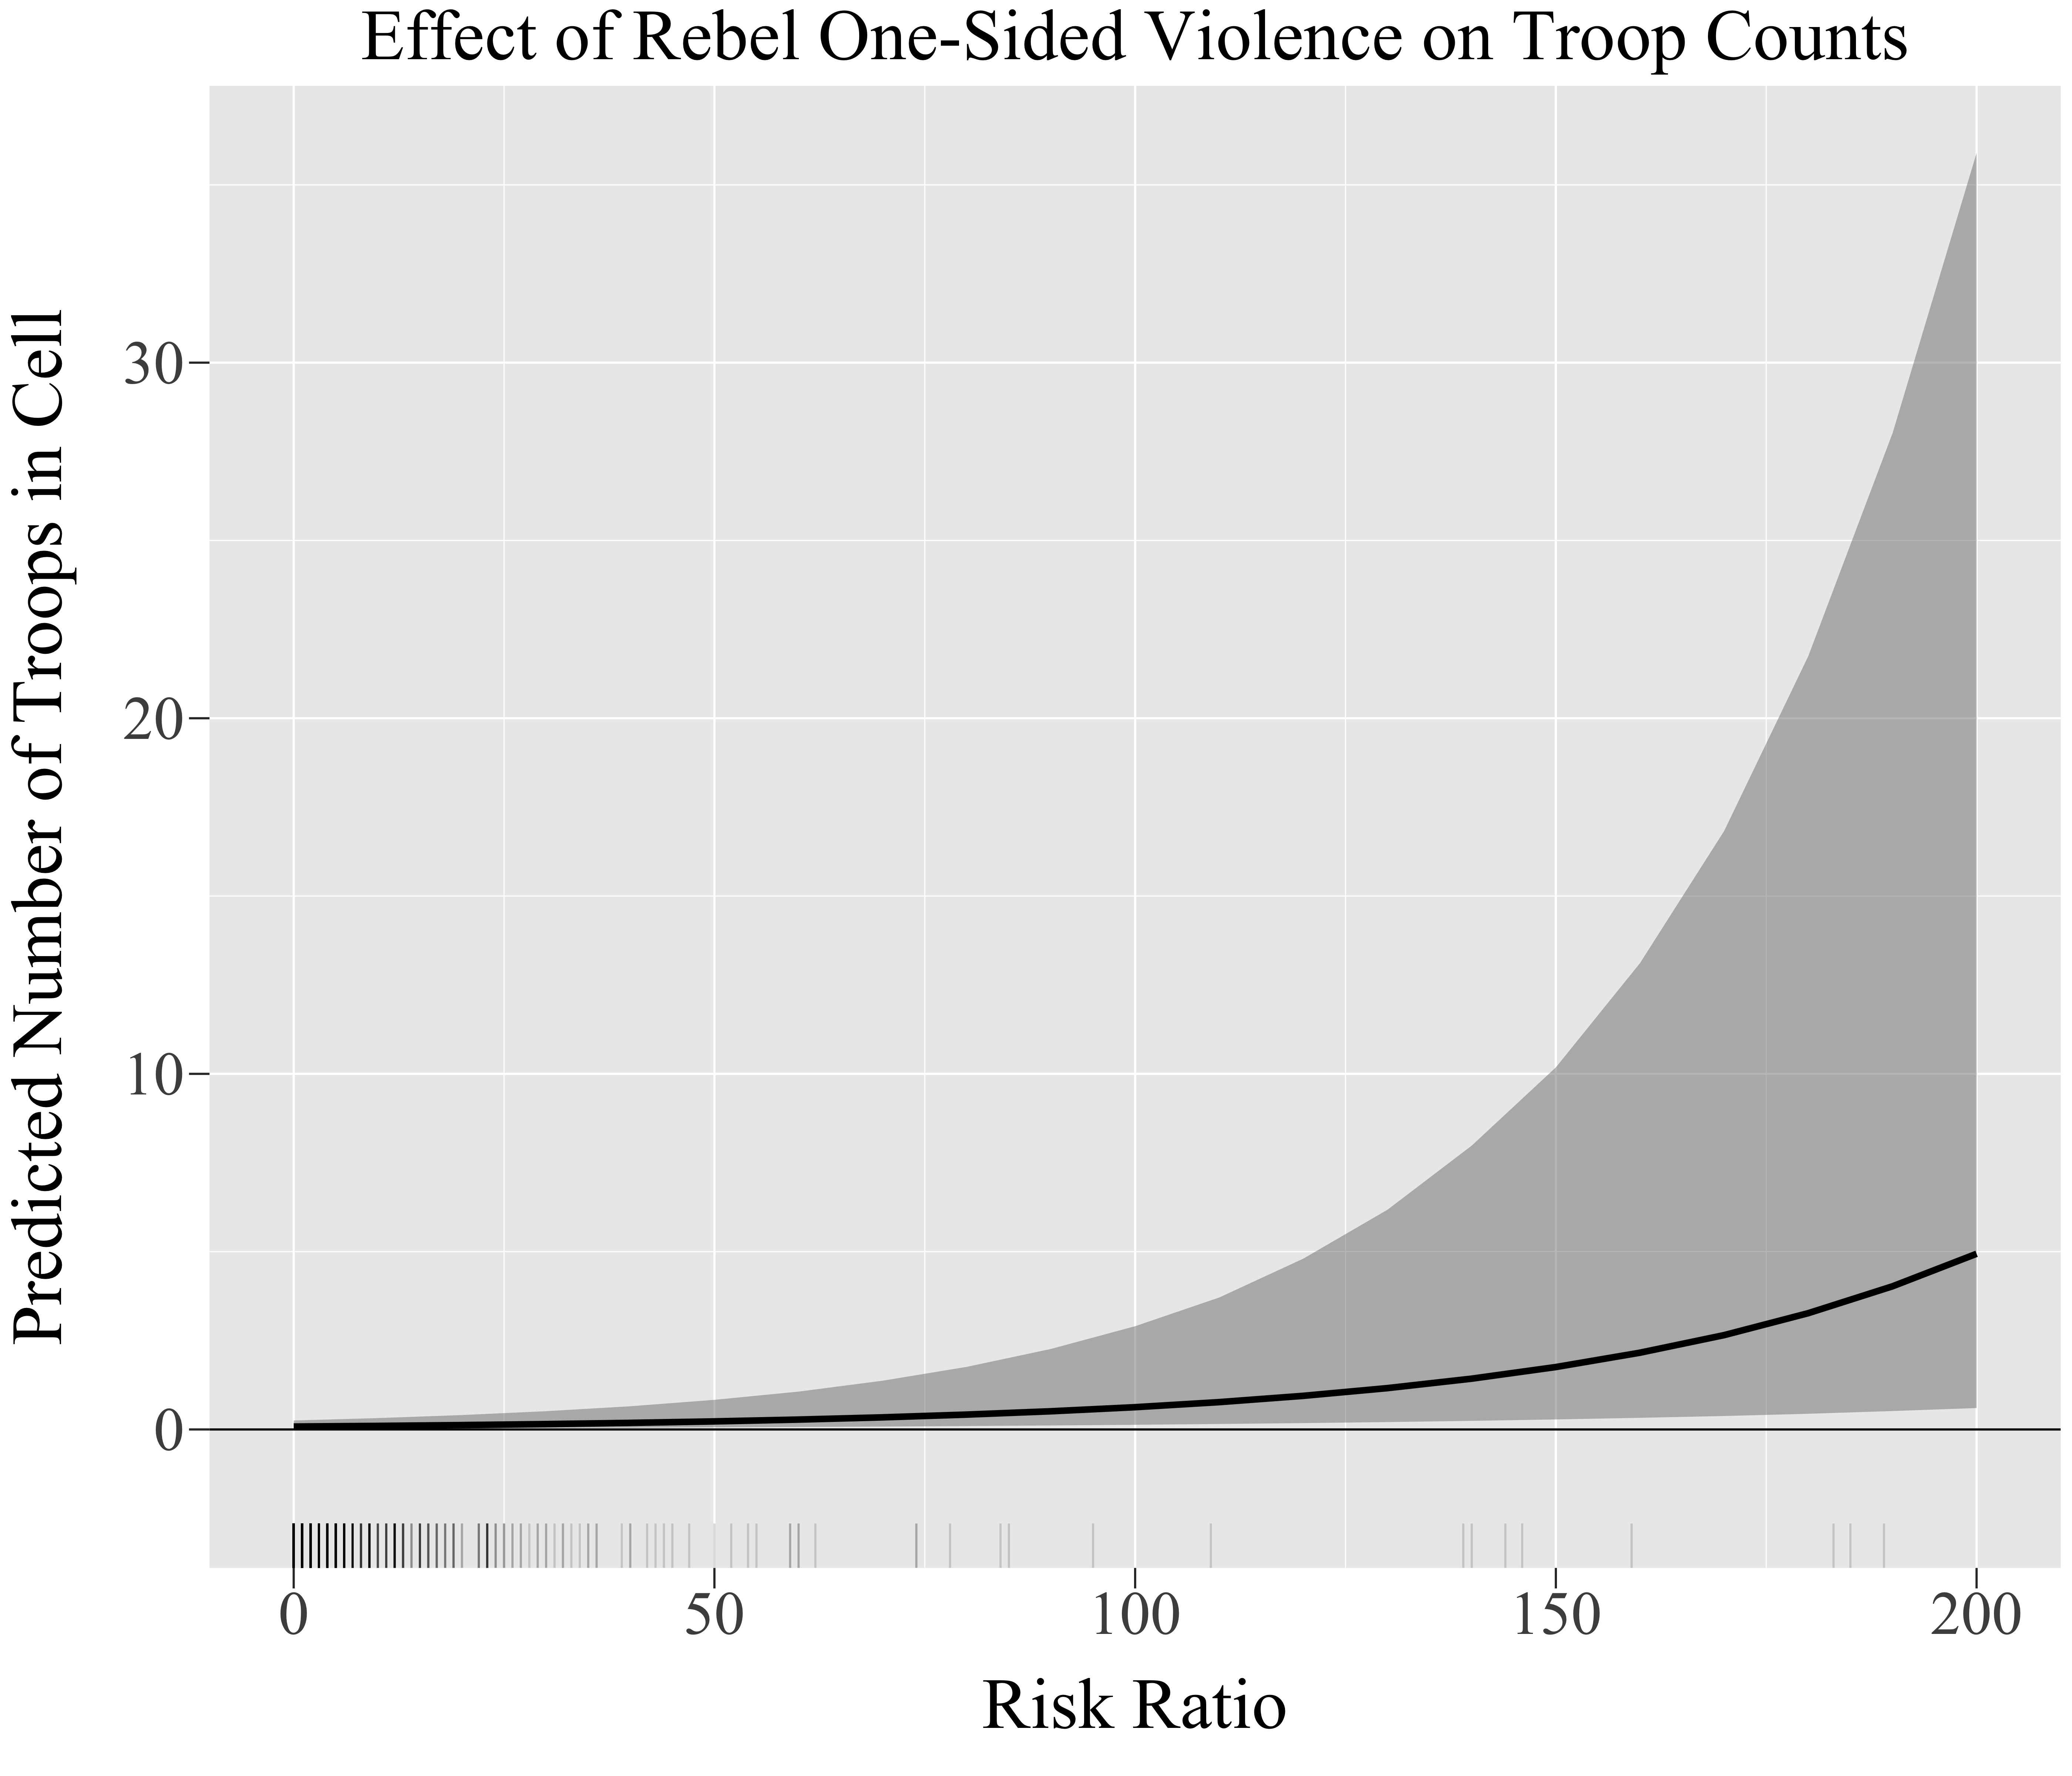 Effect of Rebel One-Sided Violence on Troop Counts
Predicted Number of Troops in Cell
30
20
10
0
0 50 100 150 200
Risk Ratio